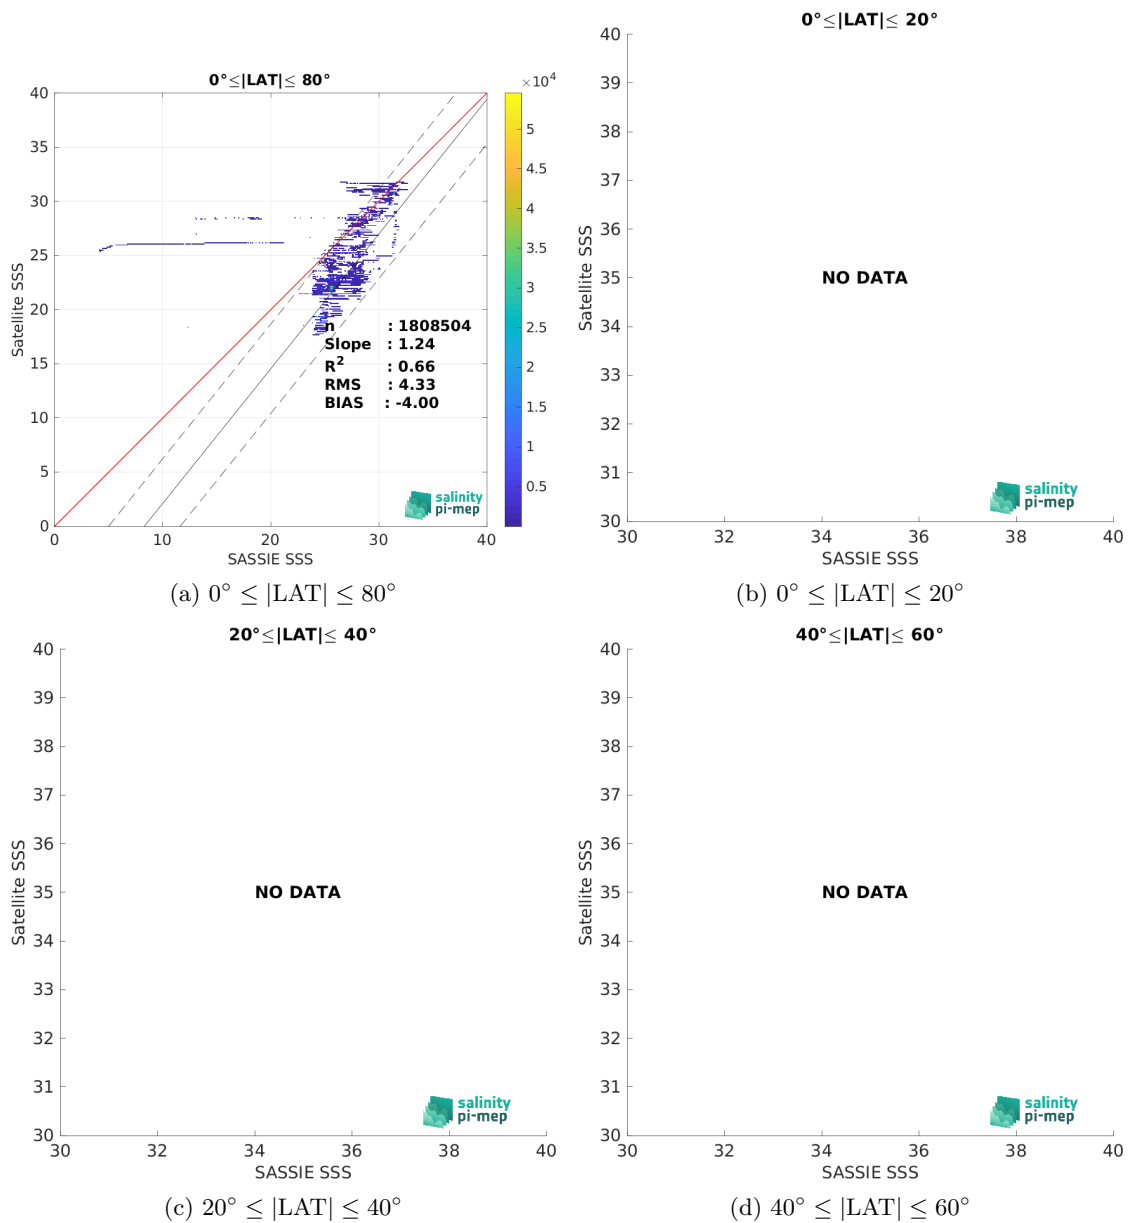 0°≤|LAT|≤ 80°
×10⁴
40
35
30
25
20
15
10
5
0
0
10
20
30
40
5
4.5
4
3.5
3
2.5
2
1.5
1
0.5
Satellite SSS
SASSIE SSS
n : 1808504
Slope : 1.24
R² : 0.66
RMS : 4.33
BIAS : -4.00
salinity
pi-mep
(a) 0° ≤ |LAT| ≤ 80°
0°≤|LAT|≤ 20°
40
39
38
37
36
35
34
33
32
31
30
30
32
34
36
38
40
Satellite SSS
SASSIE SSS
NO DATA
salinity
pi-mep
(b) 0° ≤ |LAT| ≤ 20°
20°≤|LAT|≤ 40°
40
39
38
37
36
35
34
33
32
31
30
30
32
34
36
38
40
Satellite SSS
SASSIE SSS
NO DATA
salinity
pi-mep
(c) 20° ≤ |LAT| ≤ 40°
40°≤|LAT|≤ 60°
40
39
38
37
36
35
34
33
32
31
30
30
32
34
36
38
40
Satellite SSS
SASSIE SSS
NO DATA
salinity
pi-mep
(d) 40° ≤ |LAT| ≤ 60°